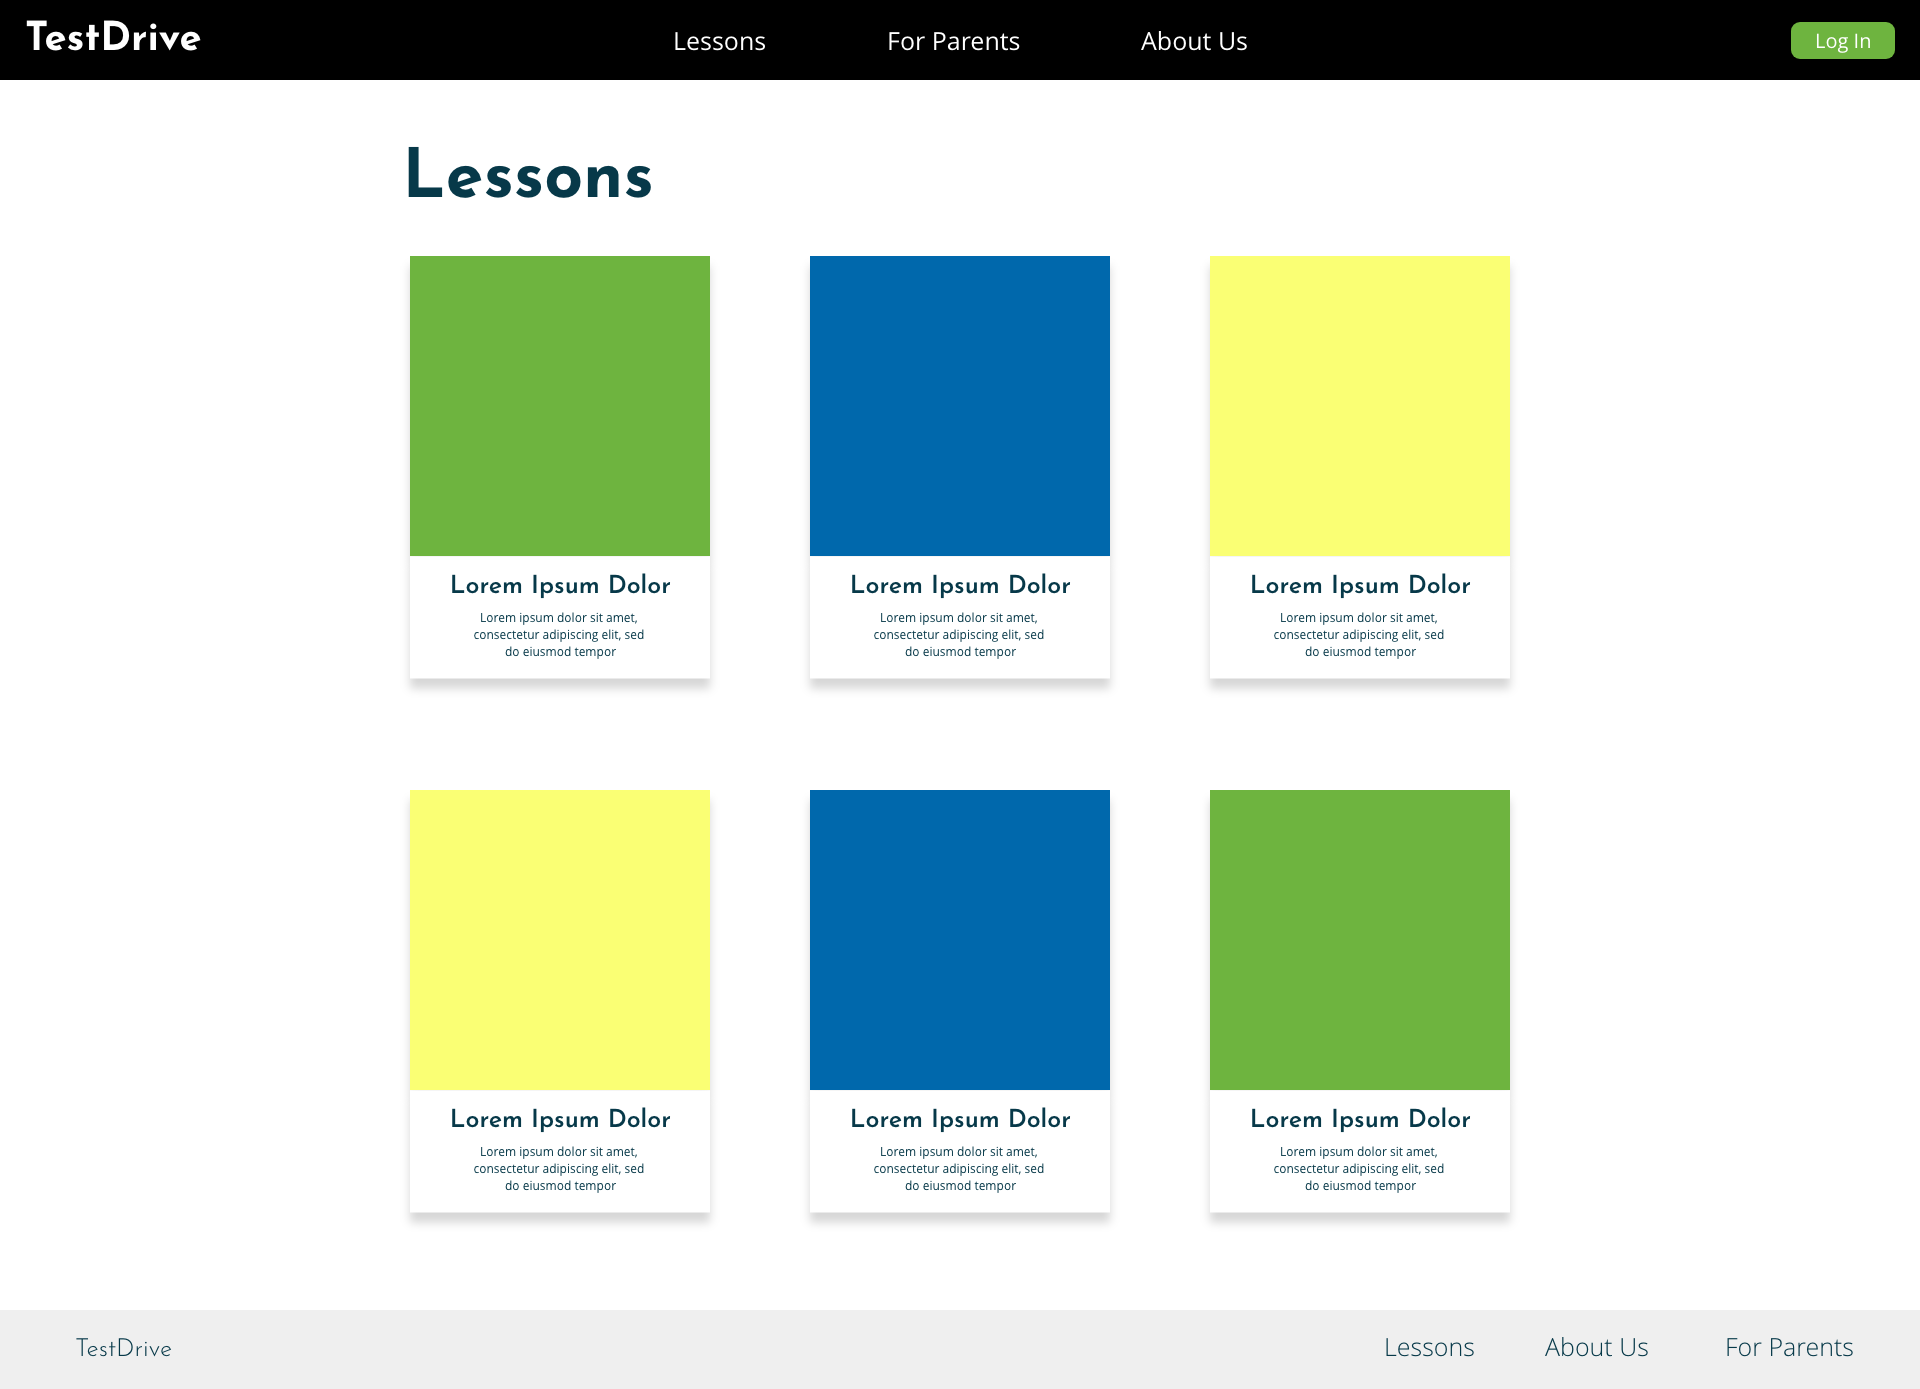 TestDrive
Lessons
For Parents
About Us
Log In
Lessons
Lorem Ipsum Dolor
Lorem ipsum dolor sit amet,
consectetur adipiscing elit, sed
do eiusmod tempor
Lorem Ipsum Dolor
Lorem ipsum dolor sit amet,
consectetur adipiscing elit, sed
do eiusmod tempor
Lorem Ipsum Dolor
Lorem ipsum dolor sit amet,
consectetur adipiscing elit, sed
do eiusmod tempor
Lorem Ipsum Dolor
Lorem ipsum dolor sit amet,
consectetur adipiscing elit, sed
do eiusmod tempor
Lorem Ipsum Dolor
Lorem ipsum dolor sit amet,
consectetur adipiscing elit, sed
do eiusmod tempor
Lorem Ipsum Dolor
Lorem ipsum dolor sit amet,
consectetur adipiscing elit, sed
do eiusmod tempor
TestDrive
Lessons
About Us
For Parents